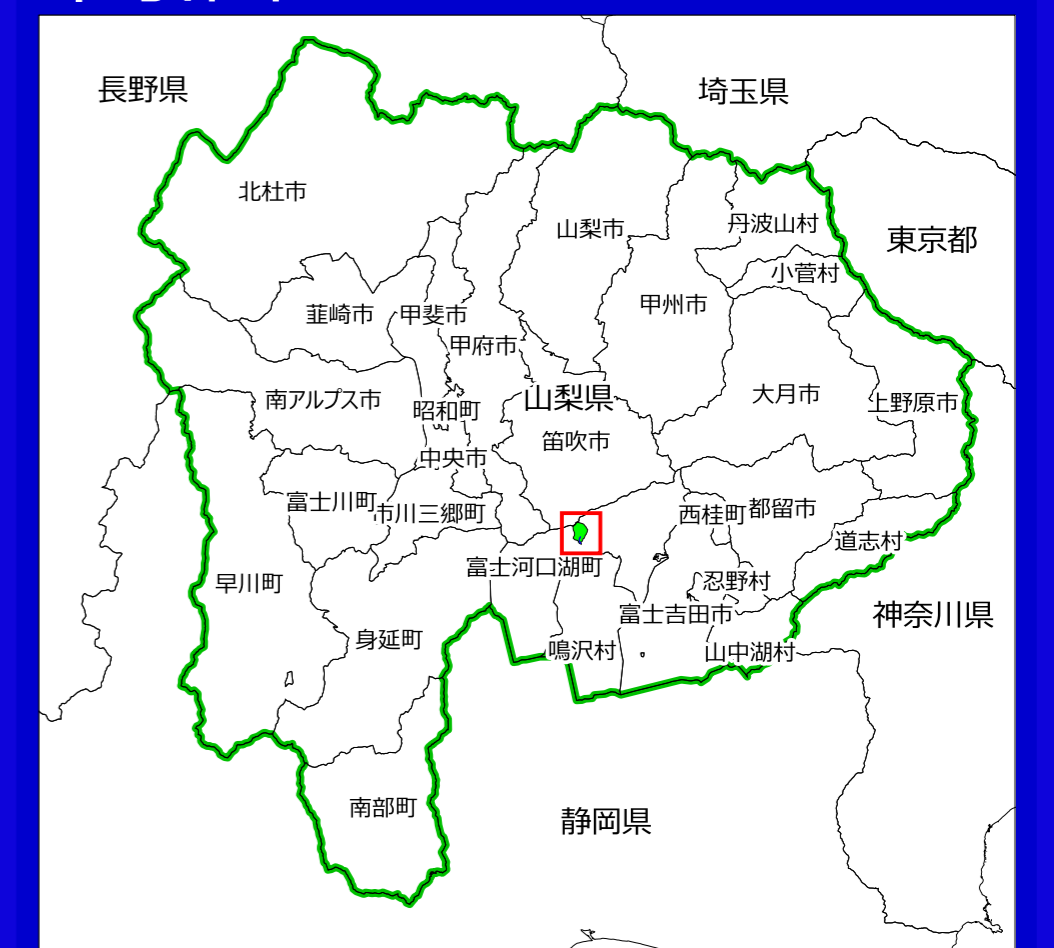 長野県
埼玉県
北杜市
丹波山村
山梨市
東京都
小菅村
甲州市
韮崎市
甲斐市
甲府市
大月市
南アルプス市
山梨県
上野原市
昭和町
笛吹市
中央市
富士川町
市川三郷町
西桂町
都留市
道志村
富士河口湖町
早川町
忍野村
富士吉田市
神奈川県
身延町
鳴沢村
山中湖村
南部町
静岡県